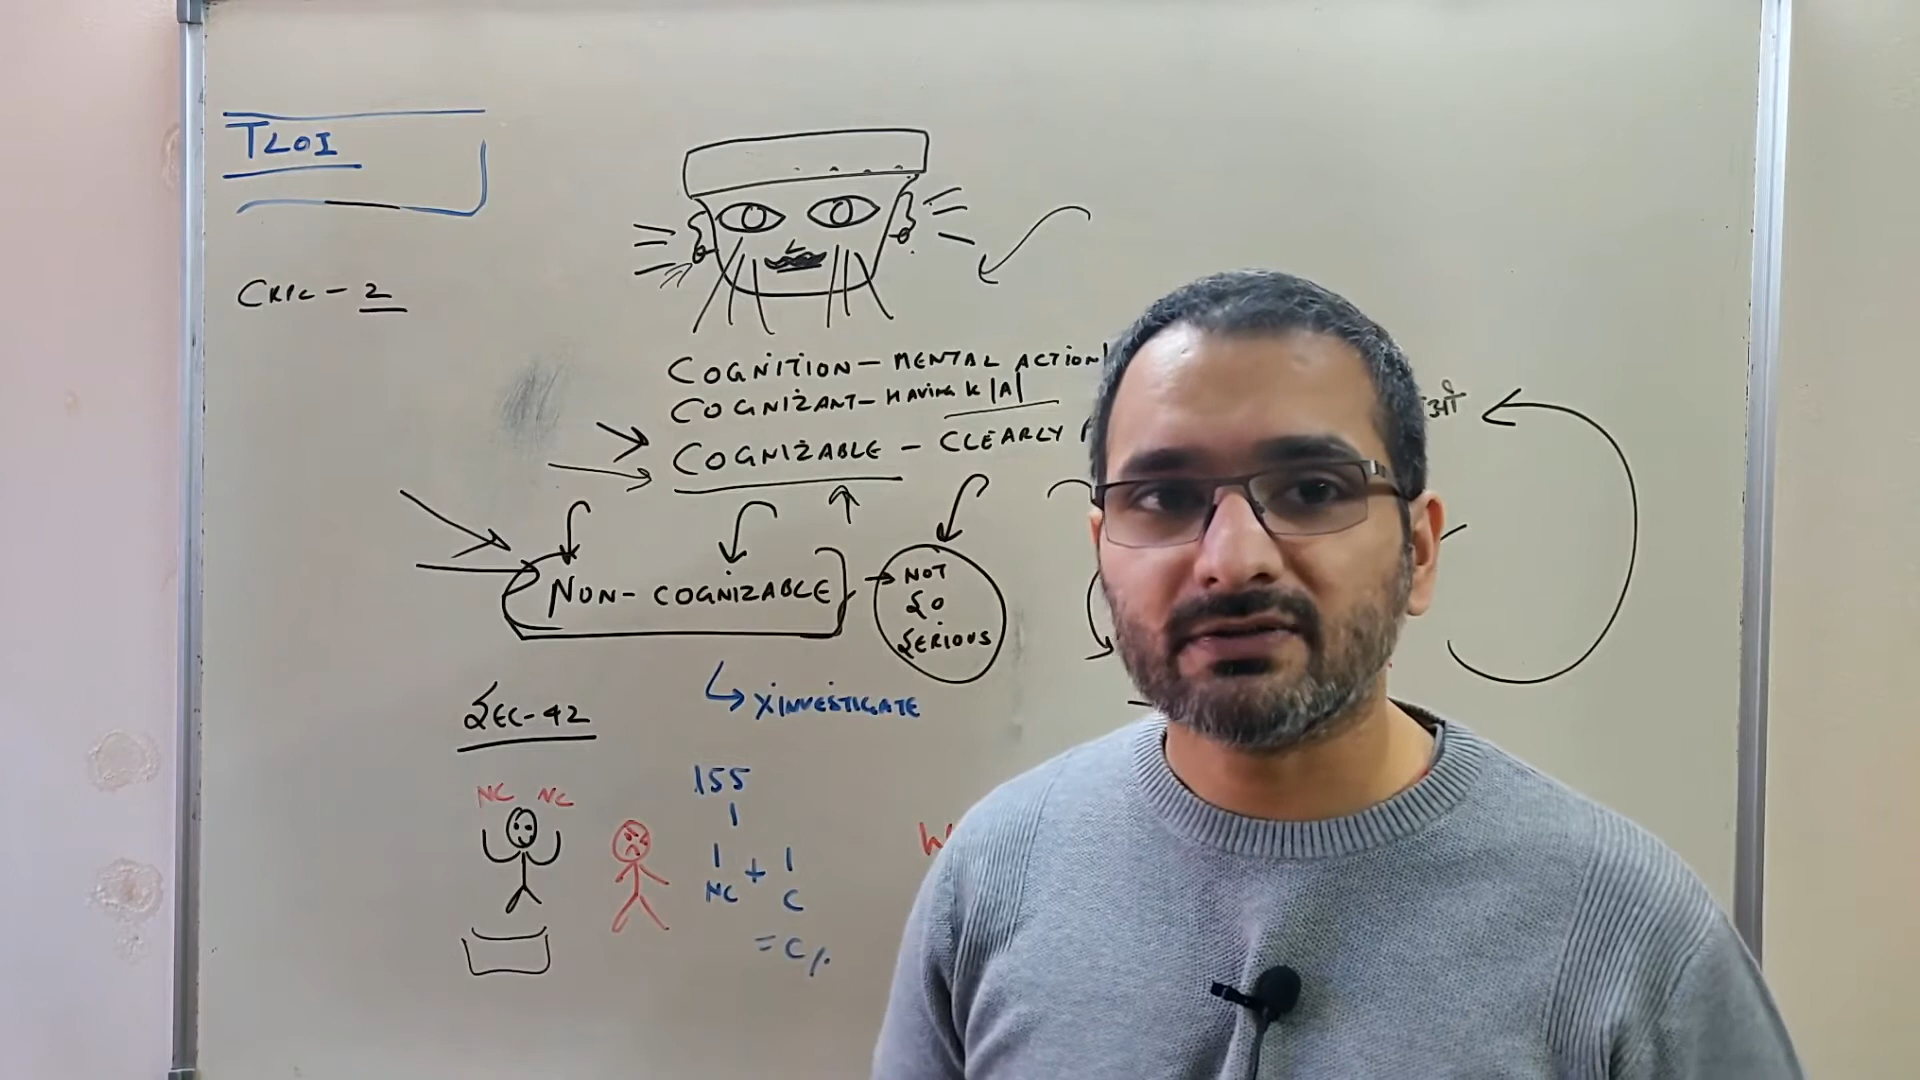 TLOI
CRPC - 2
COGNITION - MENTAL ACTION
COGNIZANT - HAVING K/A/
COGNIZABLE - CLEARLY
NON-COGNIZABLE
NOT
SO
SERIOUS
X INVESTIGATE
SEC-42
NC NC
155
1
1 + 1
NC C
= C